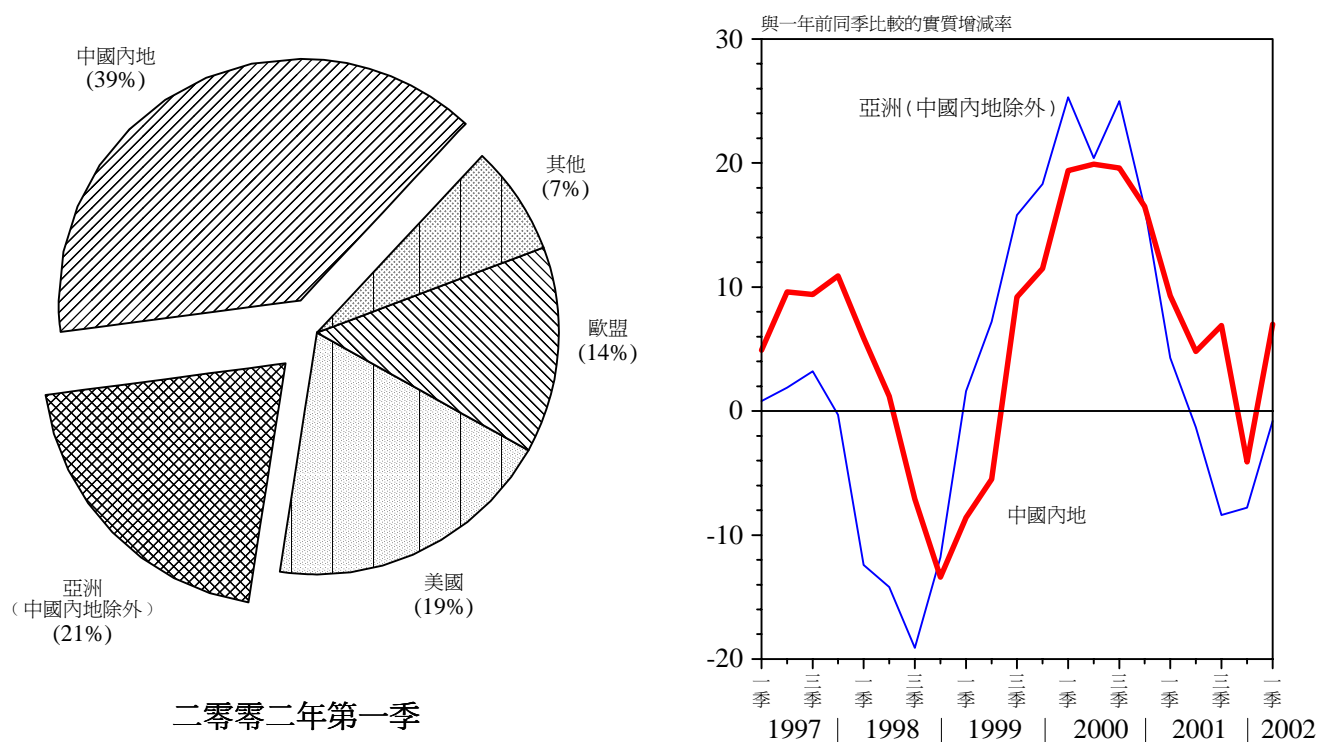 中國內地
(39%)
其他
(7%)
歐盟
(14%)
美國
(19%)
亞洲
(中國內地除外)
(21%)
二零零二年第一季
與一年前同季比較的實質增減率
30
20
10
0
-10
-20
亞洲(中國內地除外)
中國內地
一季 三季 一季 三季 一季 三季 一季 三季 一季 三季 一季
1997 1998 1999 2000 2001 2002